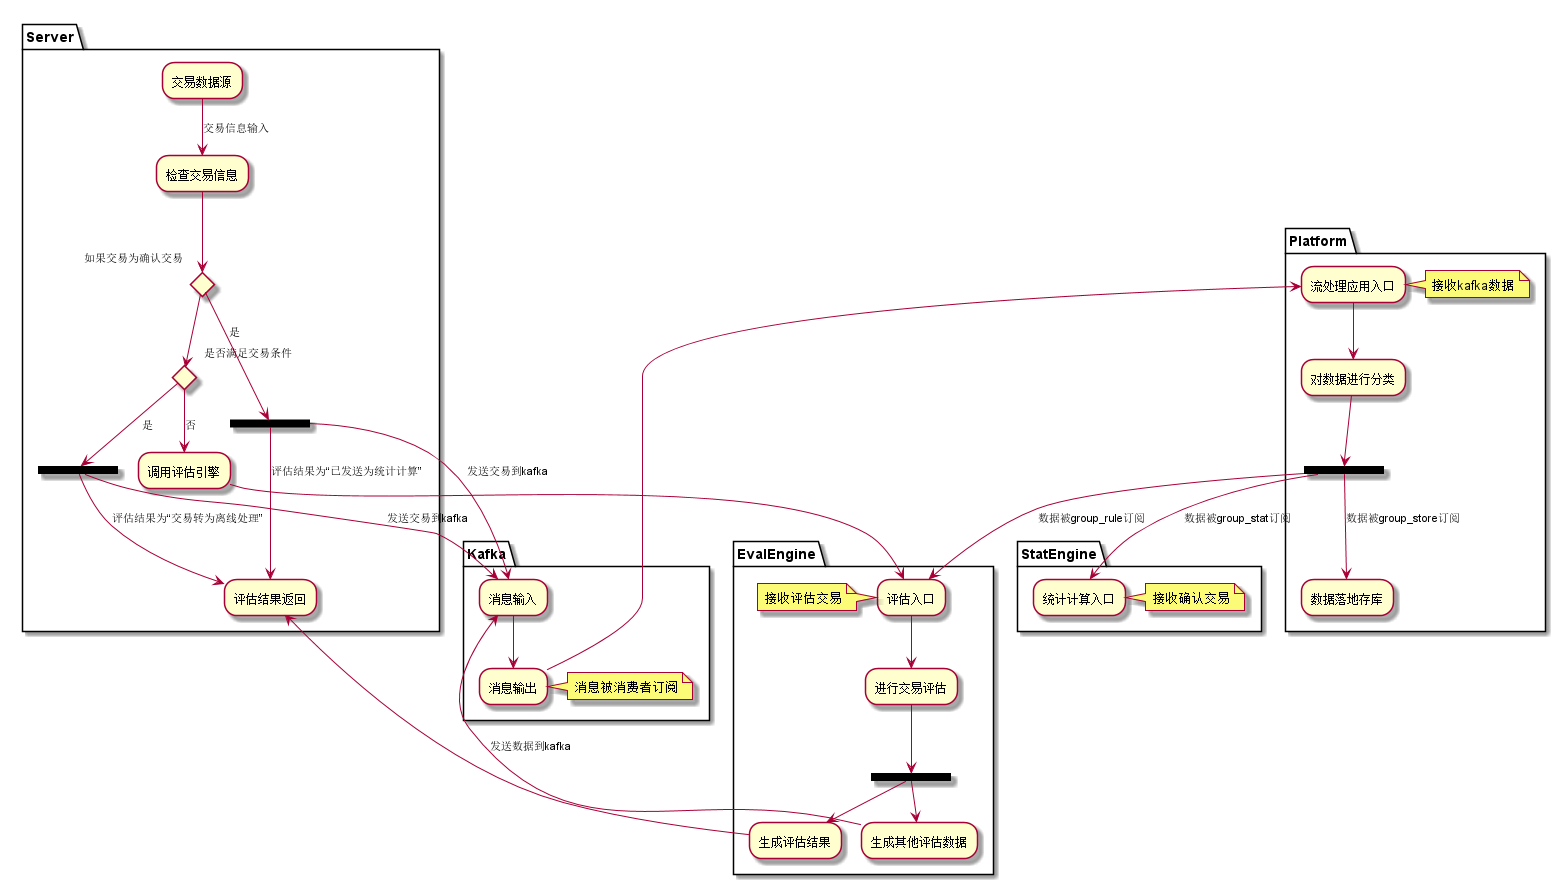 Server
交易数据源
交易信息输入
检查交易信息
如果交易为确认交易
是
是否满足交易条件
是
否
调用评估引擎
评估结果为“已发送为统计计算”
发送交易到kafka
评估结果为“交易转为离线处理”
发送交易到kafka
评估结果返回
Kafka
消息输入
消息输出
消息被消费者订阅
发送数据到kafka
EvalEngine
接收评估交易
评估入口
进行交易评估
生成评估结果
生成其他评估数据
StatEngine
统计计算入口
接收确认交易
Platform
流处理应用入口
接收kafka数据
对数据进行分类
数据被group_rule订阅
数据被group_stat订阅
数据被group_store订阅
数据落地存库